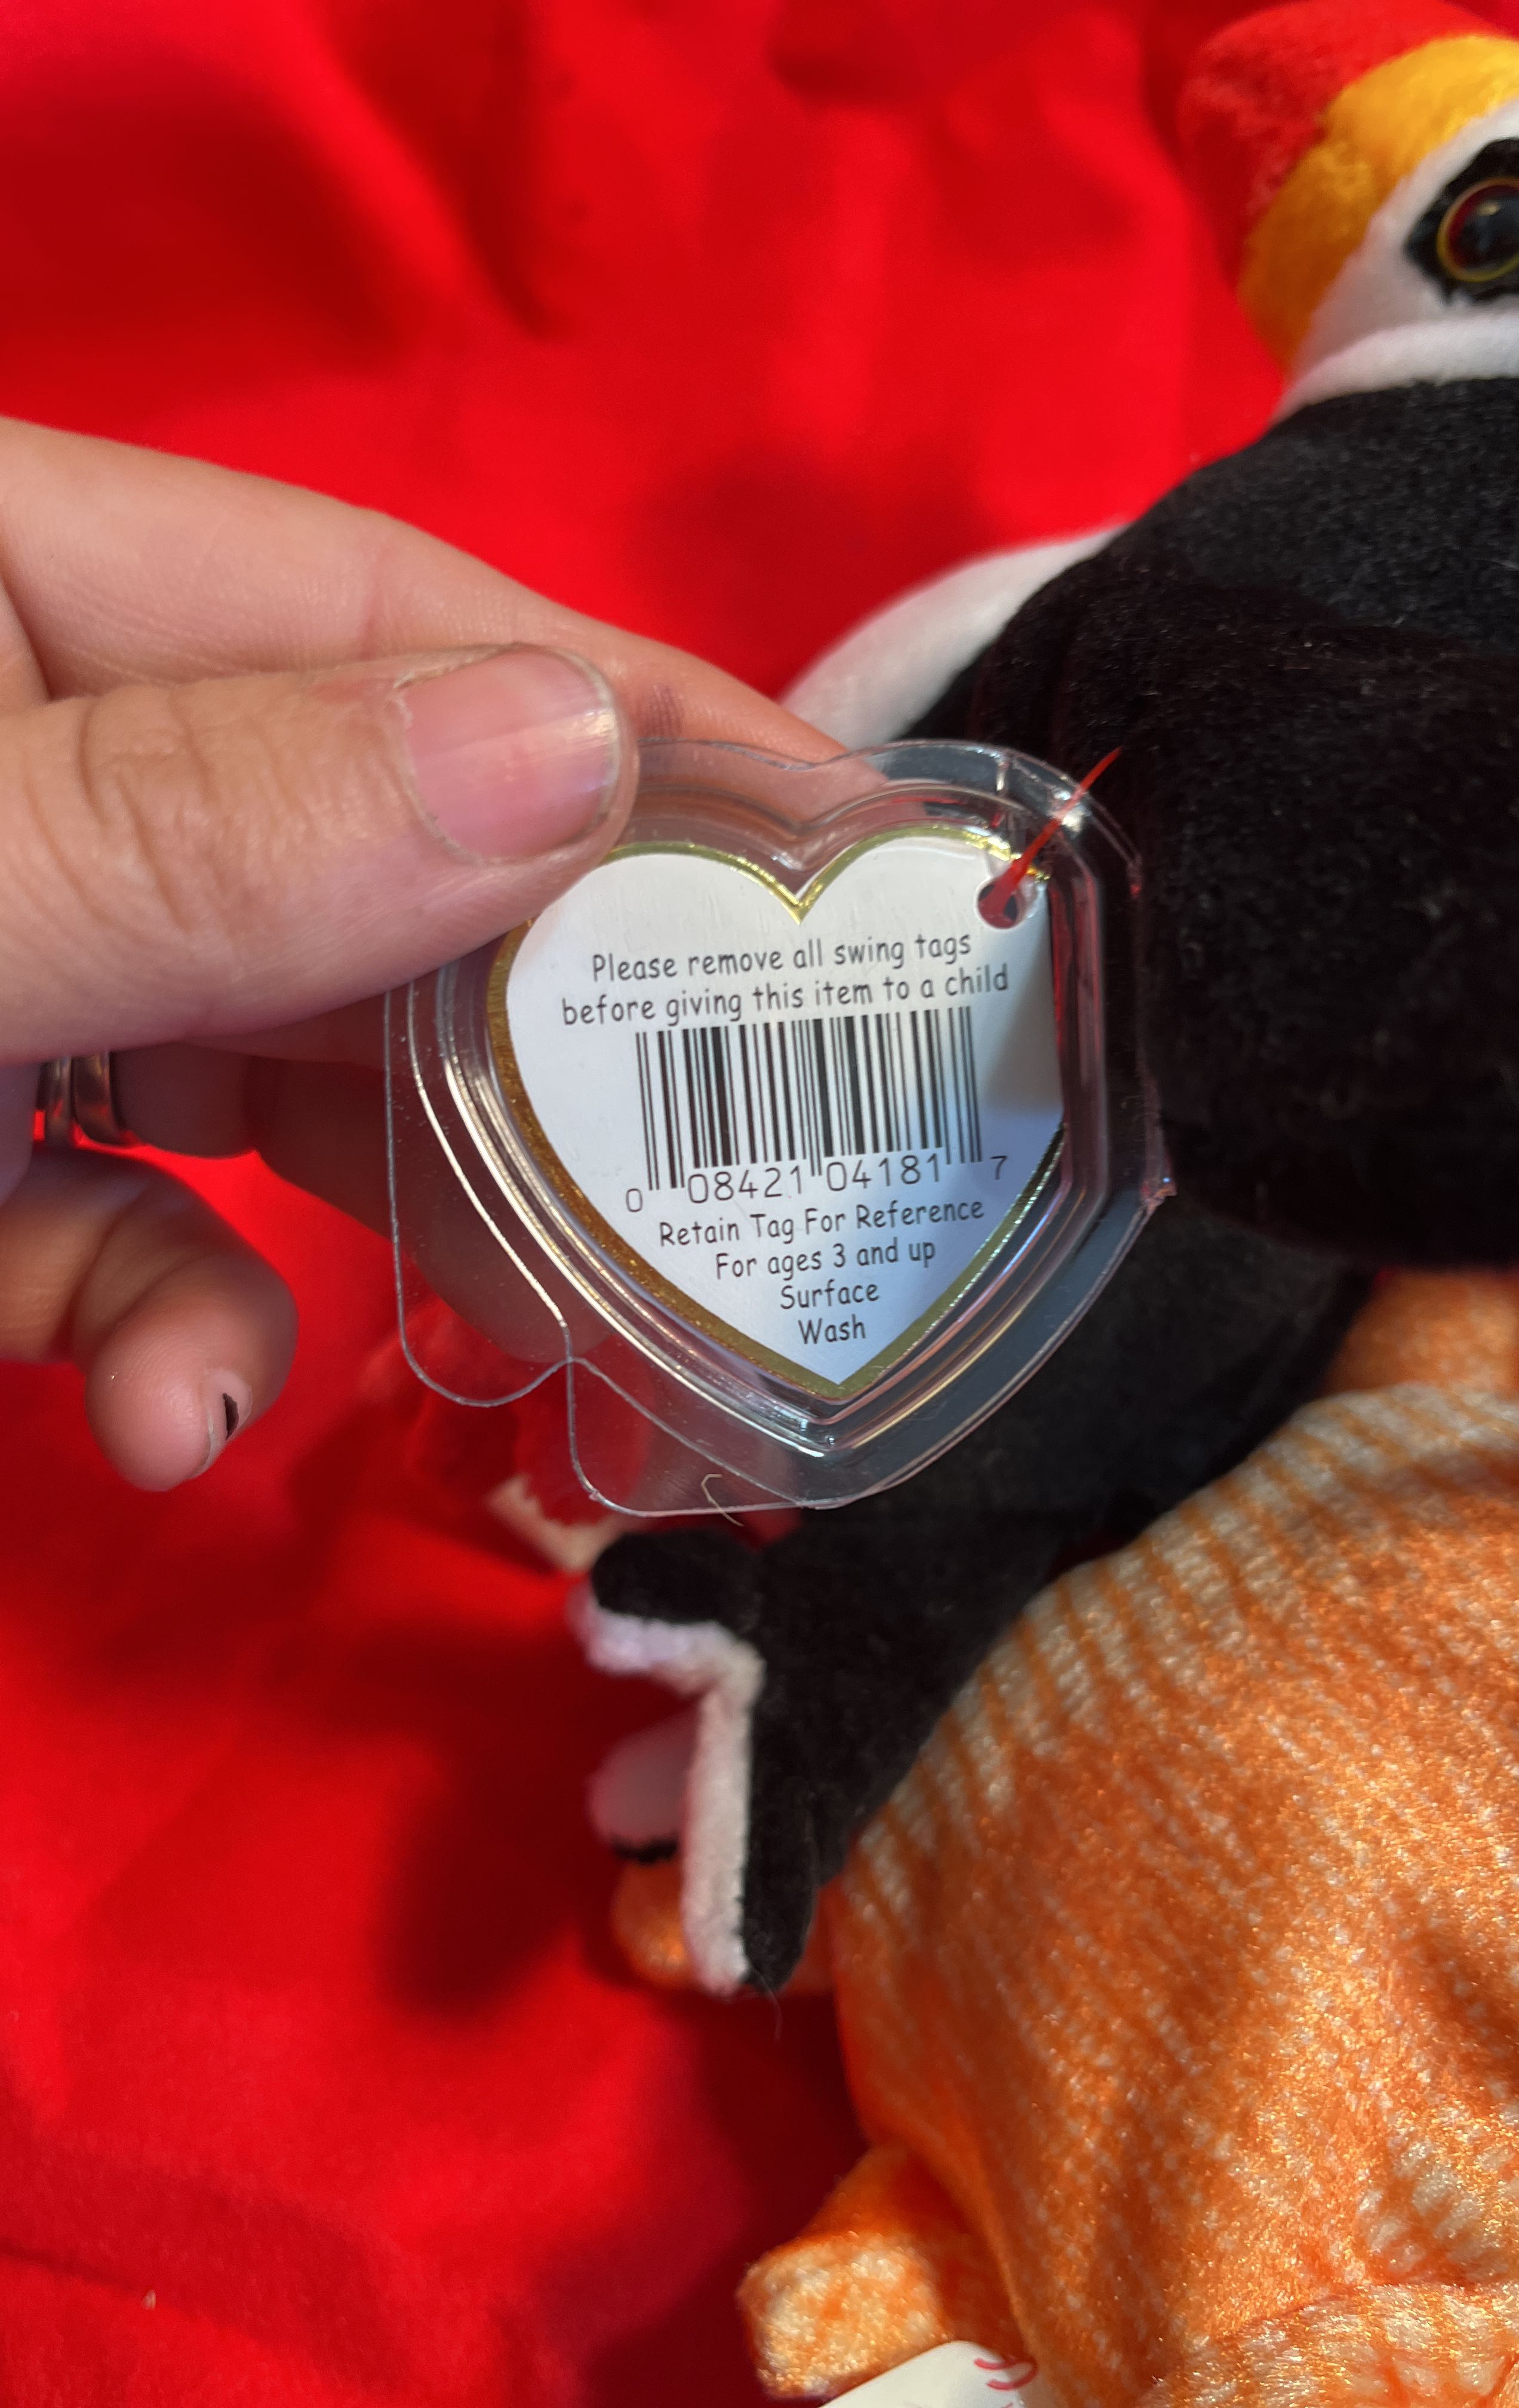 Please remove all swing tags
before giving this item to a child
0 08421 04181 7
Retain Tag For Reference
For ages 3 and up
Surface
Wash